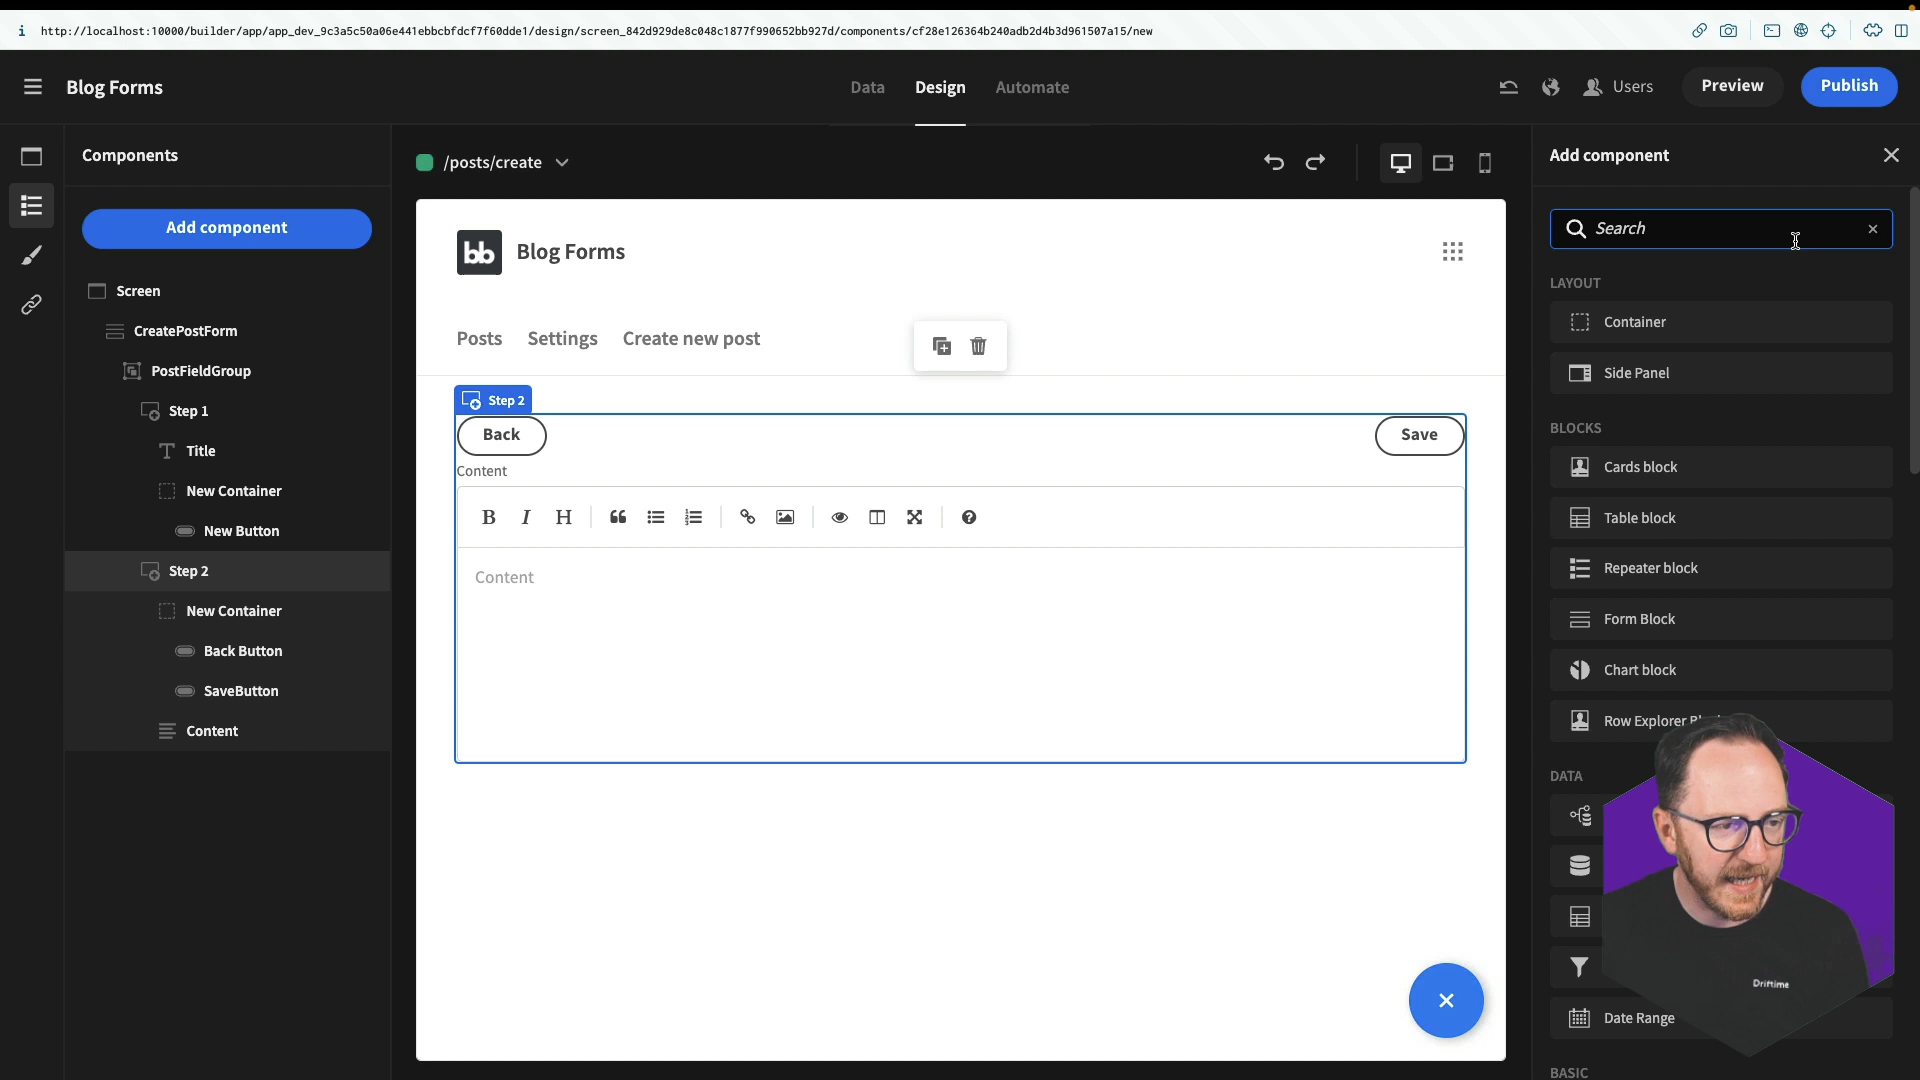 i http://localhost:10000/builder/app/app_dev_9c3a5c50a06e441ebbcbfdcf7f60dde1/design/screen_842d929de8c048c1877f990652bb927d/components/cf28e126364b240adb2d4b3d961507a15/new
Blog Forms
Data
Design
Automate
Users
Preview
Publish
Components
Add component
Screen
CreatePostForm
PostFieldGroup
Step 1
Title
New Container
New Button
Step 2
New Container
Back Button
SaveButton
Content
/posts/create
bb Blog Forms
Posts
Settings
Create new post
Step 2
Back
Save
Content
B I H
Content
Add component
Search
LAYOUT
Container
Side Panel
BLOCKS
Cards block
Table block
Repeater block
Form Block
Chart block
Row Explorer
DATA
Date Range
BASIC
Driftime